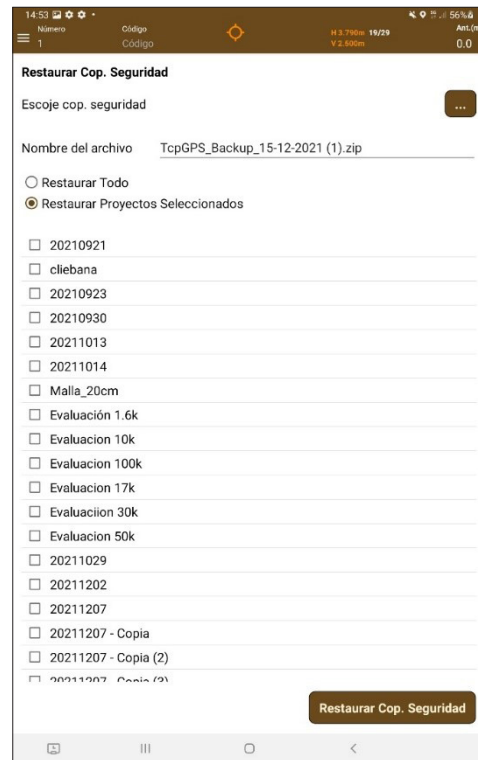 14:53 56%
Número Código H 3.790m 19/29 Ant.(m
1 Código V 2.500m 0.0
Restaurar Cop. Seguridad
Escoje cop. seguridad ...
Nombre del archivo TcpGPS_Backup_15-12-2021 (1).zip
Restaurar Todo
Restaurar Proyectos Seleccionados
20210921
cliebana
20210923
20210930
20211013
20211014
Malla_20cm
Evaluación 1.6k
Evaluacion 10k
Evaluacion 100k
Evaluacion 17k
Evaluaciion 30k
Evaluacion 50k
20211029
20211202
20211207
20211207 - Copia
20211207 - Copia (2)
20211207 - Copia (3)
Restaurar Cop. Seguridad